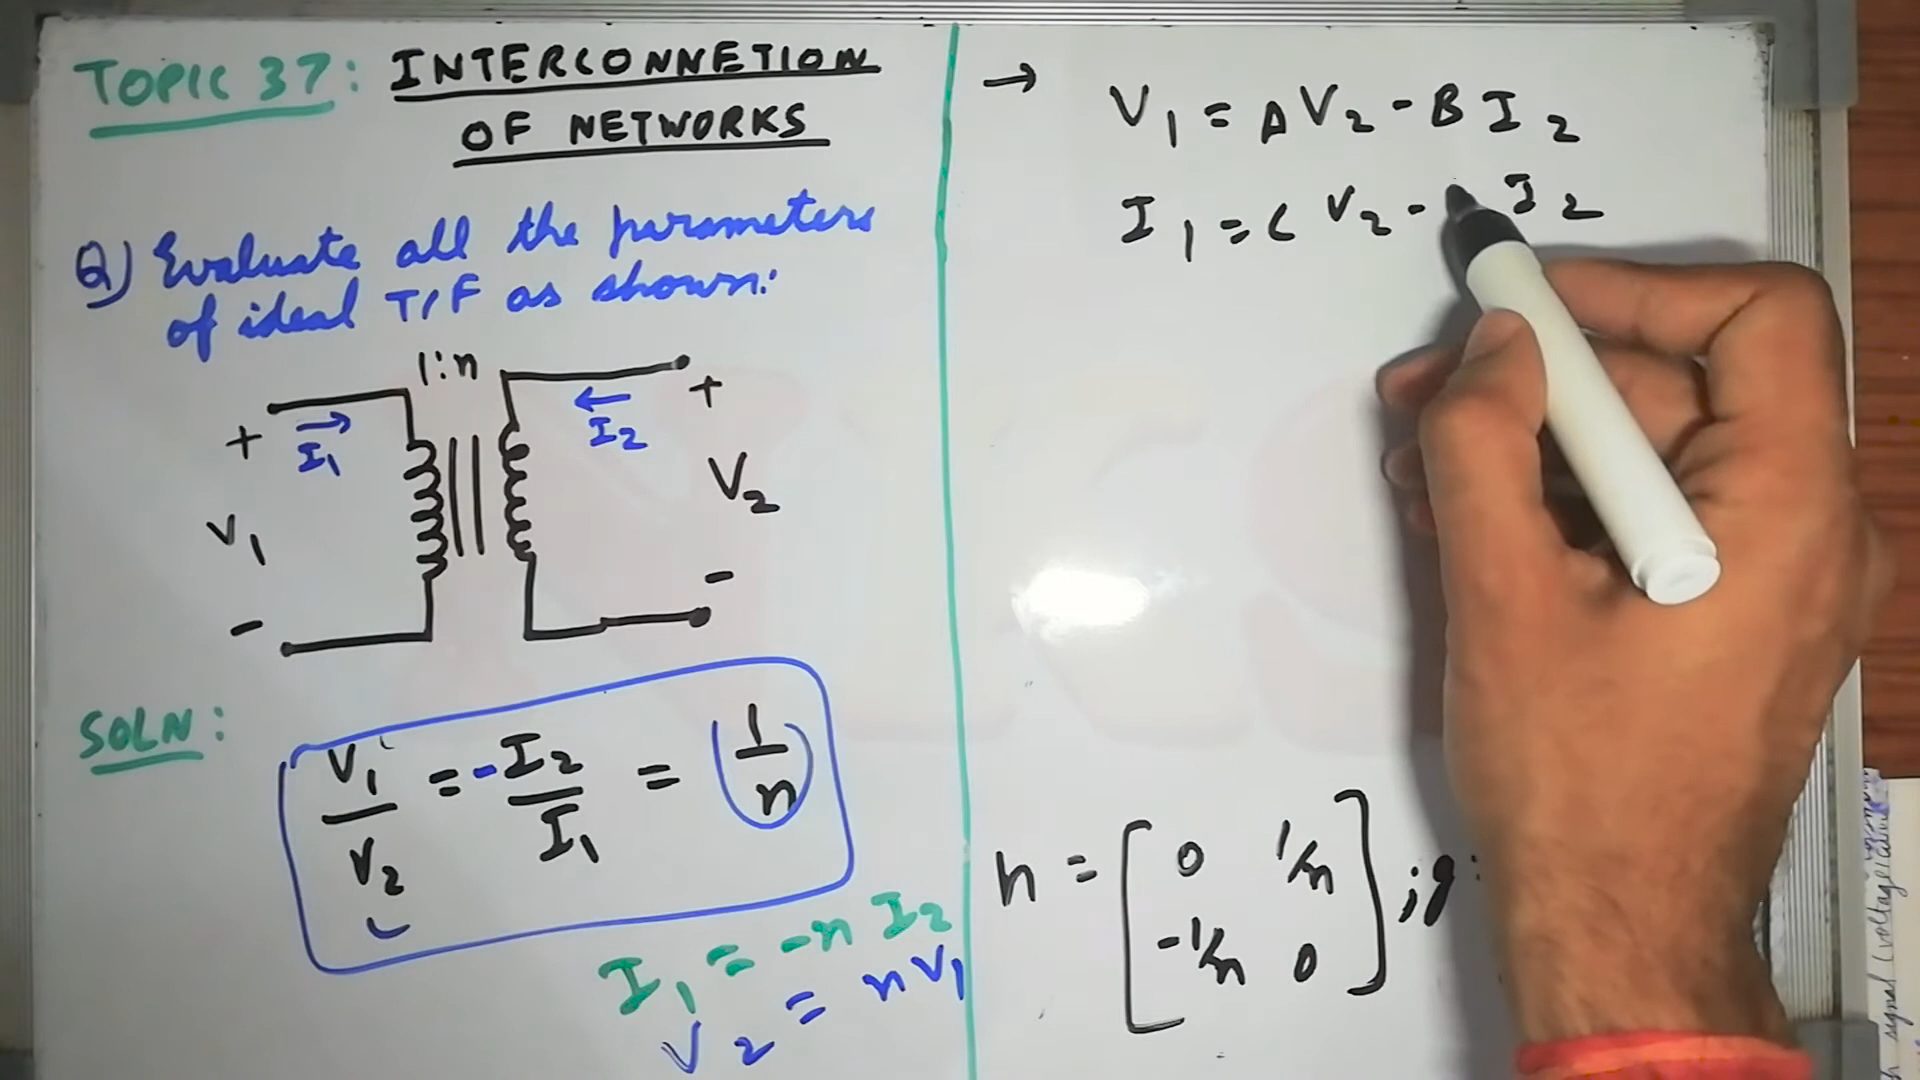 TOPIC 37: INTERCONNETION
OF NETWORKS
Q) Evaluate all the parameters
of ideal T/F as shown:
1:n
+ I1 I2 +
V1 V2
- -
SOLN:
V1/V2 = -I2/I1 = (1/n)
I1 = -n I2
V2 = n V1
→ V1 = A V2 - B I2
I1 = C V2 - I2
h = [0 1/n
-1/n 0] ; g:
signal (voltage)